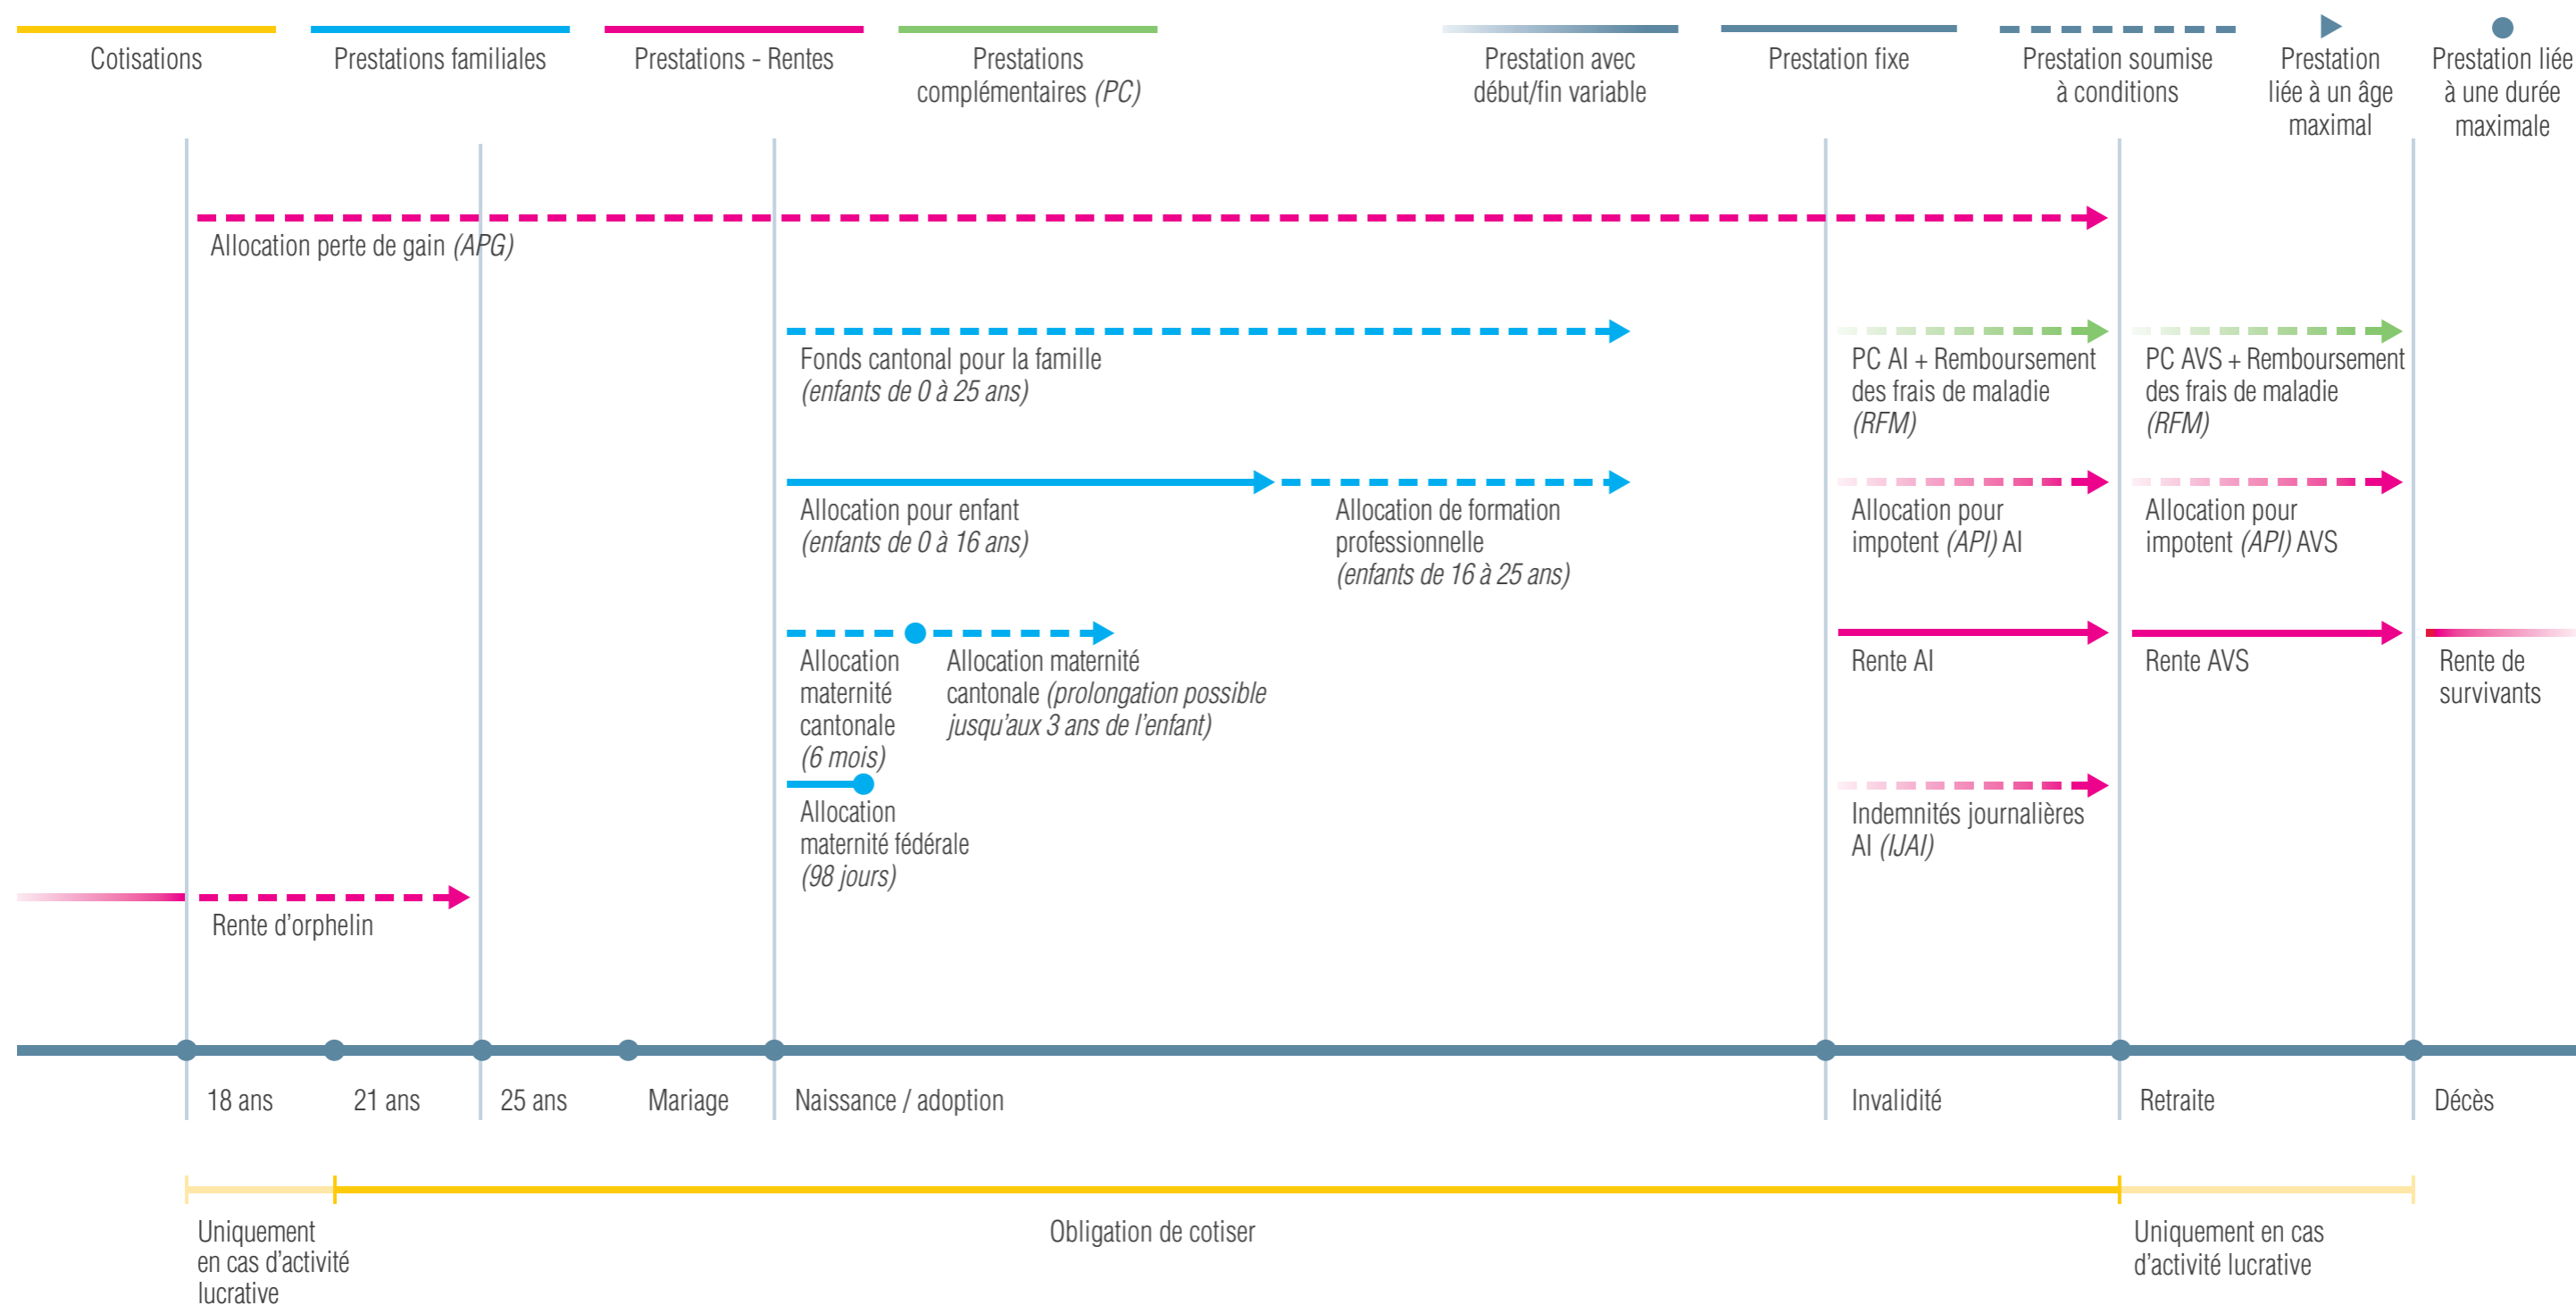 Cotisations
Prestations familiales
Prestations - Rentes
Prestations
complémentaires (PC)
Prestation avec
début/fin variable
Prestation fixe
Prestation soumise
à conditions
Prestation
liée à un âge
maximal
Prestation liée
à une durée
maximale
Allocation perte de gain (APG)
Fonds cantonal pour la famille
(enfants de 0 à 25 ans)
PC AI + Remboursement
des frais de maladie
(RFM)
PC AVS + Remboursement
des frais de maladie
(RFM)
Allocation pour enfant
(enfants de 0 à 16 ans)
Allocation de formation
professionnelle
(enfants de 16 à 25 ans)
Allocation pour
impotent (API) AI
Allocation pour
impotent (API) AVS
Allocation
maternité
cantonale
(6 mois)
Allocation maternité
cantonale (prolongation possible
jusqu'aux 3 ans de l'enfant)
Rente AI
Rente AVS
Rente de
survivants
Allocation
maternité fédérale
(98 jours)
Indemnités journalières
AI (IJAI)
Rente d'orphelin
18 ans
21 ans
25 ans
Mariage
Naissance / adoption
Invalidité
Retraite
Décès
Uniquement
en cas d'activité
lucrative
Obligation de cotiser
Uniquement en cas
d'activité lucrative